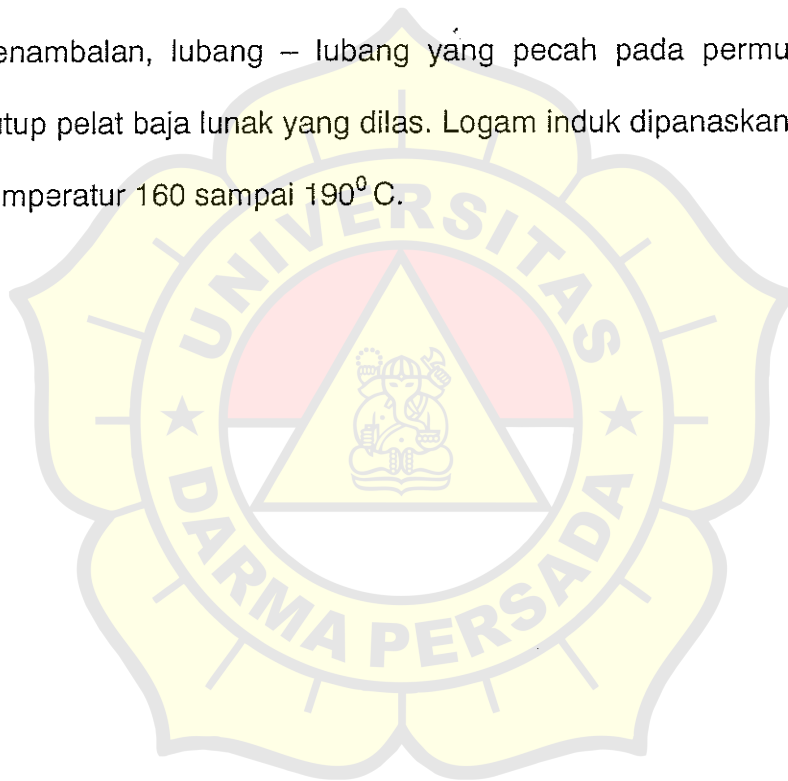 enambalan, lubang – lubang yang pecah pada permu
utup pelat baja lunak yang dilas. Logam induk dipanaskan
mperatur 160 sampai 190⁰ C.
UNIVERSITAS
DARMA PERSADA